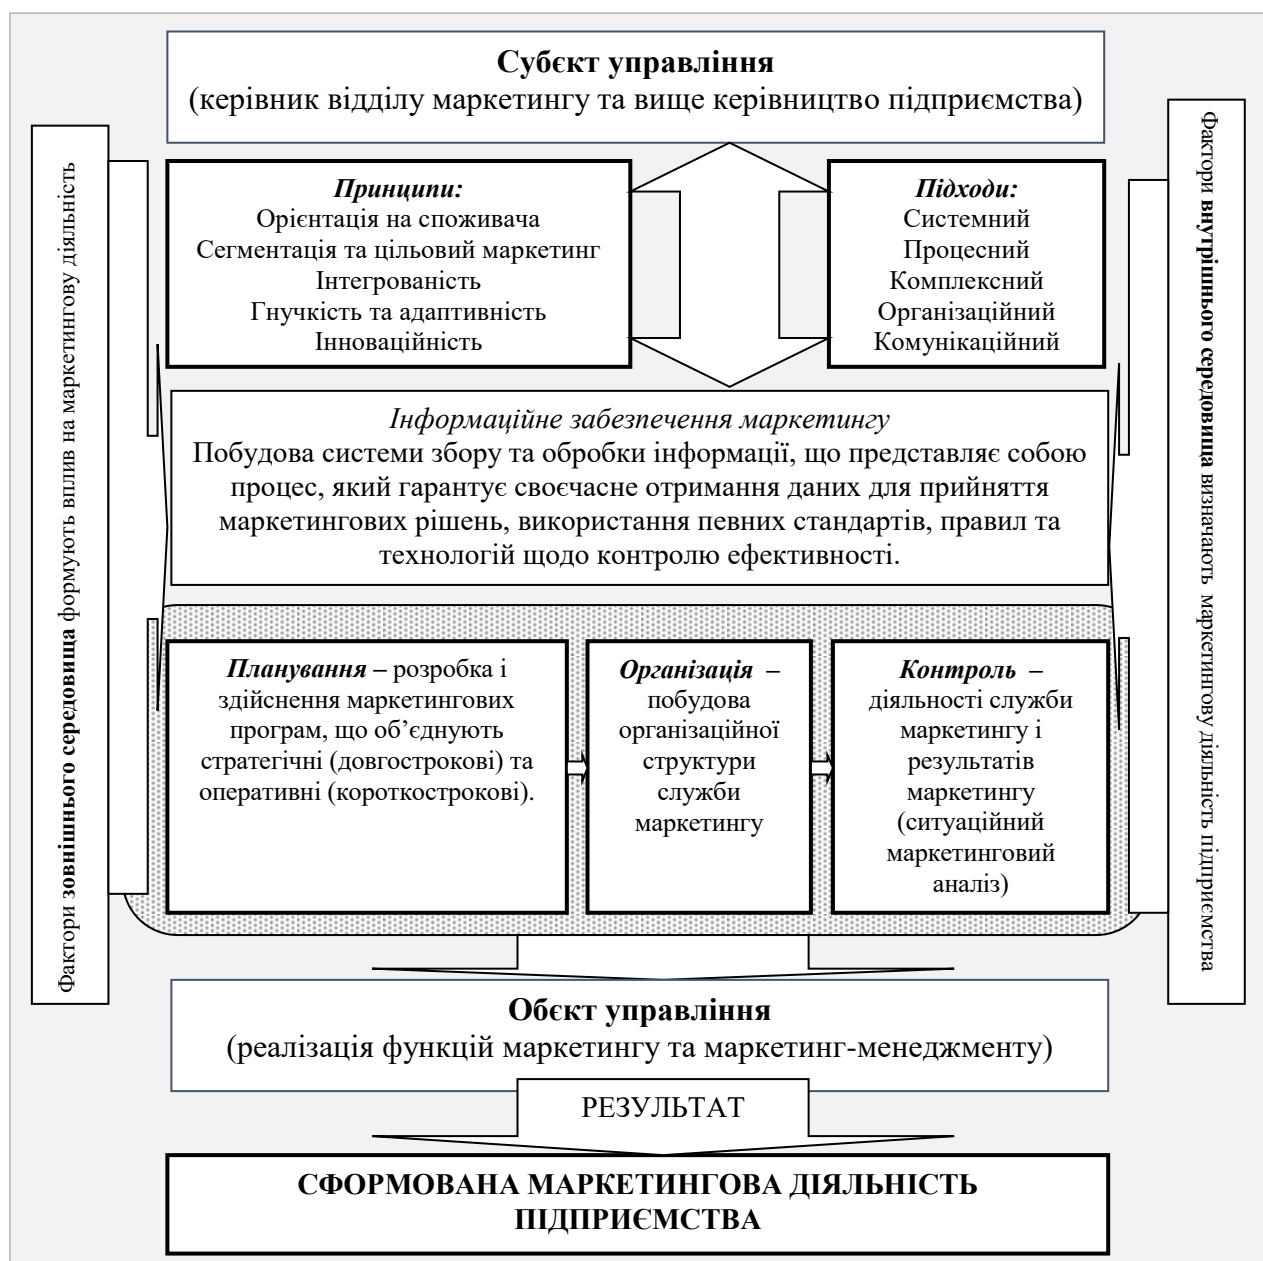 Субєкт управління
(керівник відділу маркетингу та вище керівництво підприємства)
Фактори зовнішнього середовища формують вплив на маркетингову діяльність
Принципи:
Орієнтація на споживача
Сегментація та цільовий маркетинг
Інтегрованість
Гнучкість та адаптивність
Інноваційність
Підходи:
Системний
Процесний
Комплексний
Організаційний
Комунікаційний
Фактори внутрішнього середовища визначають маркетингову діяльність підприємства
Інформаційне забезпечення маркетингу
Побудова системи збору та обробки інформації, що представляє собою
процес, який гарантує своєчасне отримання даних для прийняття
маркетингових рішень, використання певних стандартів, правил та
технологій щодо контролю ефективності.
Планування – розробка і
здійснення маркетингових
програм, що об’єднують
стратегічні (довгострокові) та
оперативні (короткострокові).
Організація –
побудова
організаційної
структури
служби
маркетингу
Контроль –
діяльності служби
маркетингу і
результатів
маркетингу
(ситуаційний
маркетинговий
аналіз)
Обєкт управління
(реалізація функцій маркетингу та маркетинг-менеджменту)
РЕЗУЛЬТАТ
СФОРМОВАНА МАРКЕТИНГОВА ДІЯЛЬНІСТЬ
ПІДПРИЄМСТВА